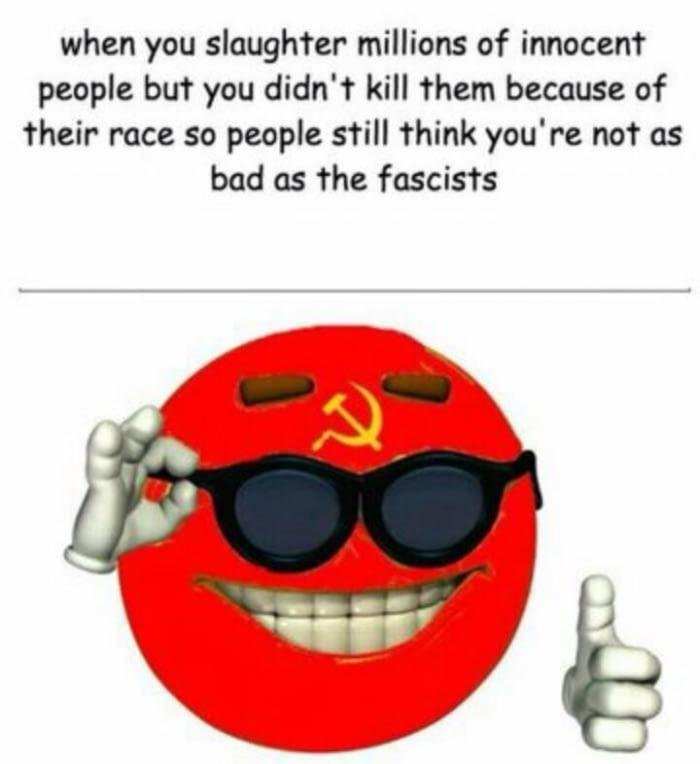 when you slaughter millions of innocent
people but you didn't kill them because of
their race so people still think you're not as
bad as the fascists